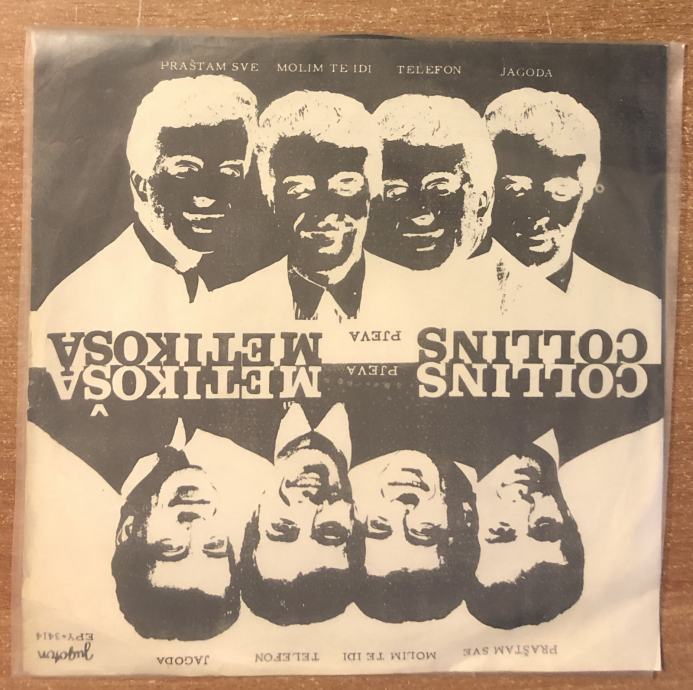 PRAŠTAM SVE MOLIM TE IDI TELEFON JAGODA
COLLINS PJEVA METIKOŠA
COLLINS PJEVA METIKOŠA
EPY-3414
Jugoton
PRAŠTAM SVE MOLIM TE IDI TELEFON JAGODA